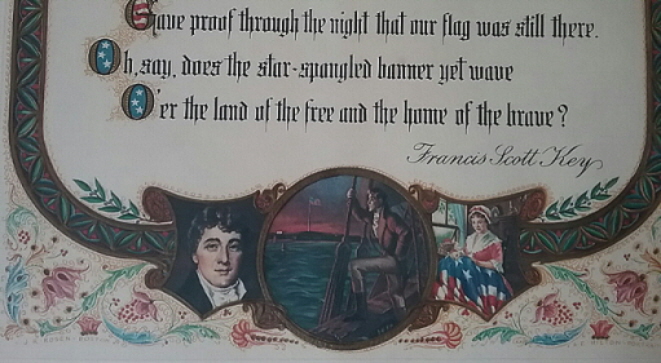 Gave proof through the night that our flag was still there.
Oh, say, does the star-spangled banner yet wave
O'er the land of the free and the home of the brave?
Francis Scott Key